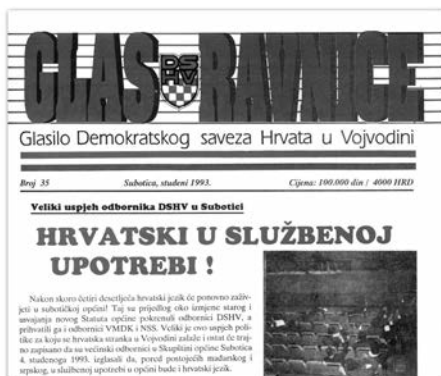 GLAS RAVNICE
DSHV
Glasilo Demokratskog saveza Hrvata u Vojvodini
Broj 35 Subotica, studeni 1993. Cijena: 100.000 din / 4000 HRD
Veliki uspjeh odbornika DSHV u Subotici
HRVATSKI U SLUŽBENOJ
UPOTREBI !
Nakon skoro četiri desetljeća hrvatski jezik će ponovno zaživ-
jeti u subotičkoj općini! Taj su prijedlog oko izmjene starog i
usvajanja novog Statuta općine pokrenuli odbornici DSHV, a
prihvatili ga i odbornici VMDK i NSS. Veliki je ovo uspjeh poli-
tike za koju se hrvatska stranka u Vojvodini zalaže i ostat će traj-
no zapisano da su većinski odbornici u Skupštini općine Subotica
4. studenoga 1993. izglasali da, pored postojećih mađarskog i
srpskog, u službenoj upotrebi u općini bude i hrvatski jezik.